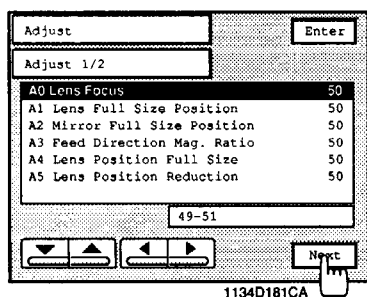 Adjust Enter
Adjust 1/2
A0 Lens Focus 50
A1 Lens Full Size Position 50
A2 Mirror Full Size Position 50
A3 Feed Direction Mag. Ratio 50
A4 Lens Position Full Size 50
A5 Lens Position Reduction 50
49-51
Next
1134D181CA